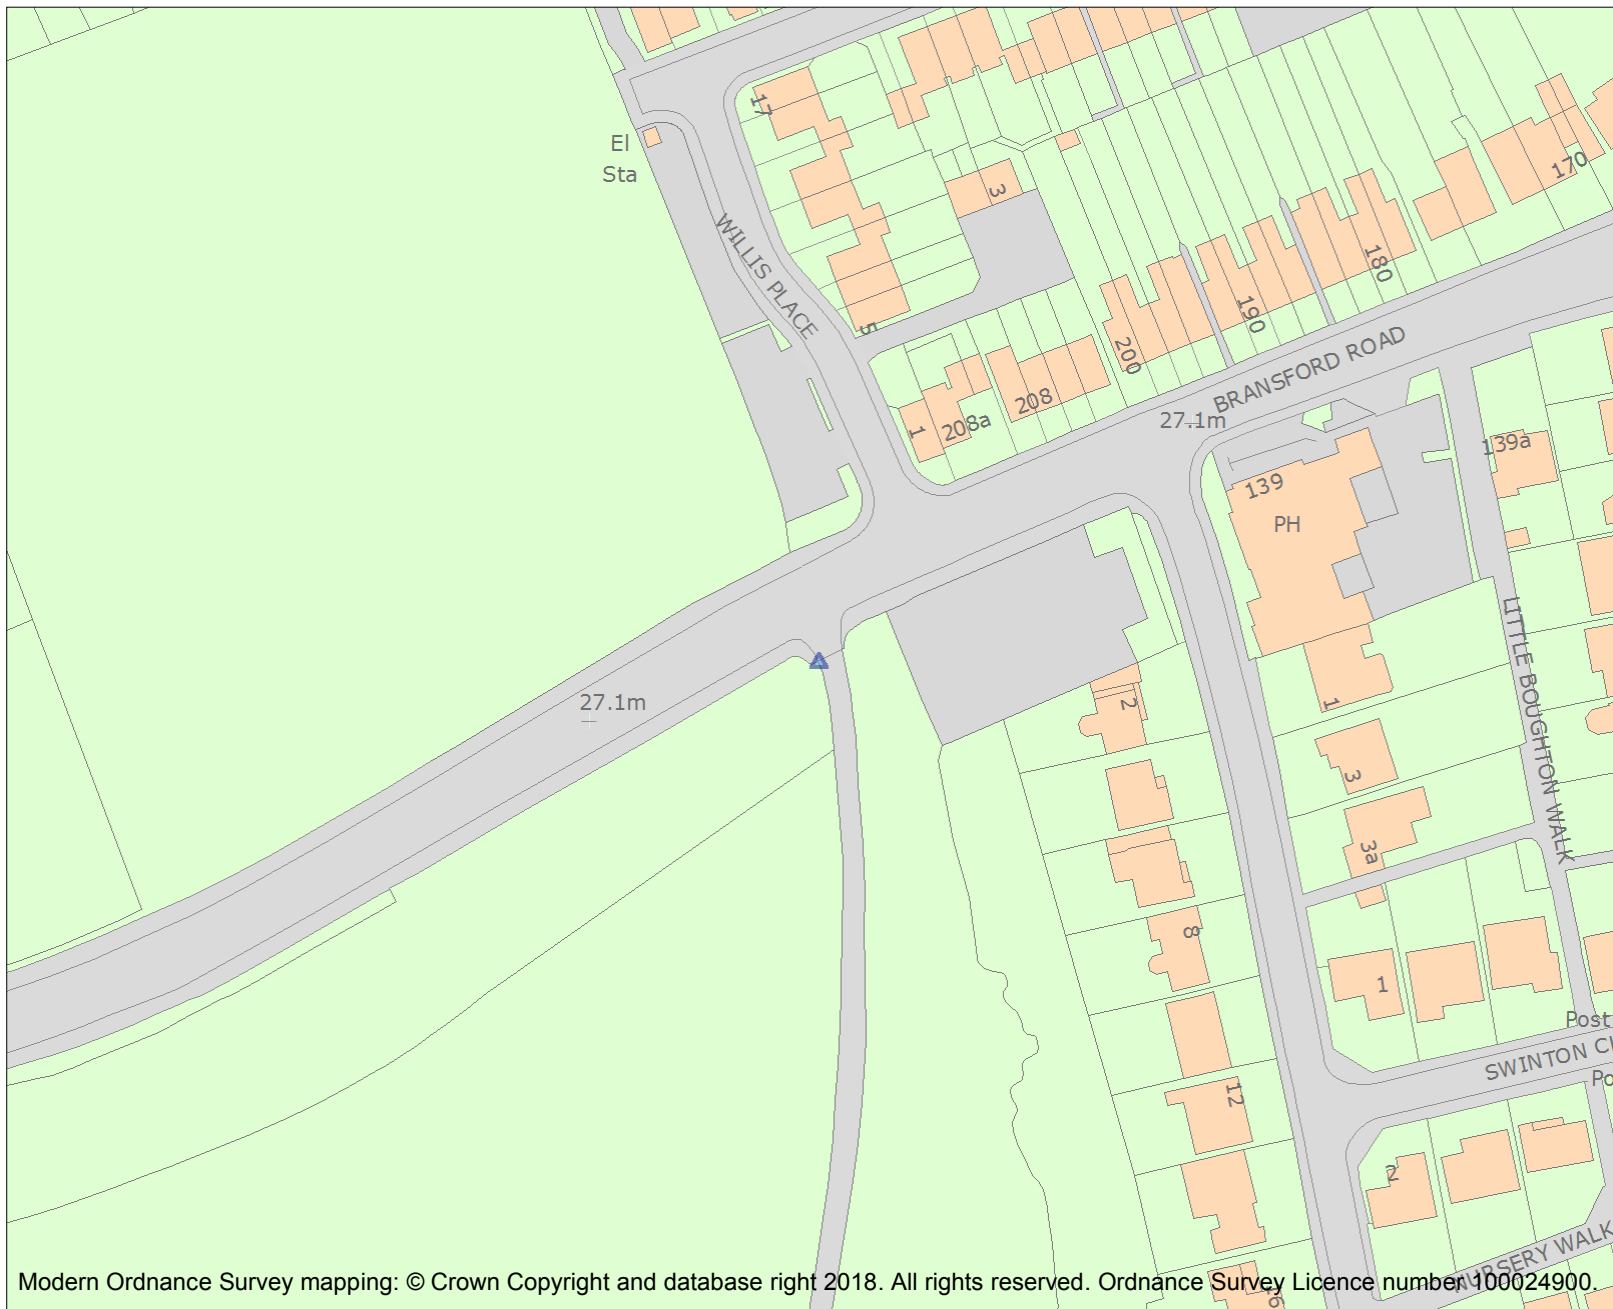 17
El
Sta
3
170
WILLIS PLACE
180
190
5
200
BRANSFORD ROAD
208
27.1m
208a
1
139a
139
PH
LITTLE BOUGHTON WALK
27.1m
2
1
3
3a
8
1
Post
SWINTON
12
2
NURSERY WALK
Modern Ordnance Survey mapping: © Crown Copyright and database right 2018. All rights reserved. Ordnance Survey Licence number 100024900.